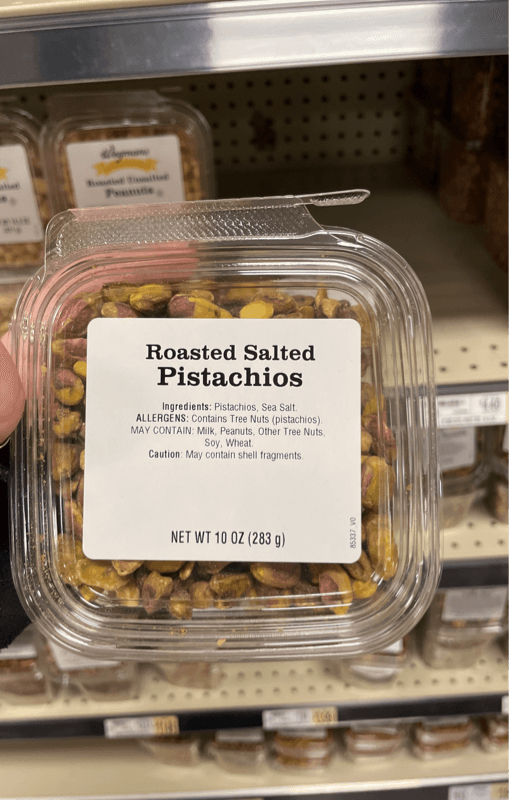 Wegmans
Roasted Unsalted
Peanuts
Roasted Salted
Pistachios
Ingredients: Pistachios, Sea Salt.
ALLERGENS: Contains Tree Nuts (pistachios).
MAY CONTAIN: Milk, Peanuts, Other Tree Nuts,
Soy, Wheat.
Caution: May contain shell fragments.
NET WT 10 OZ (283 g)
85337_V0